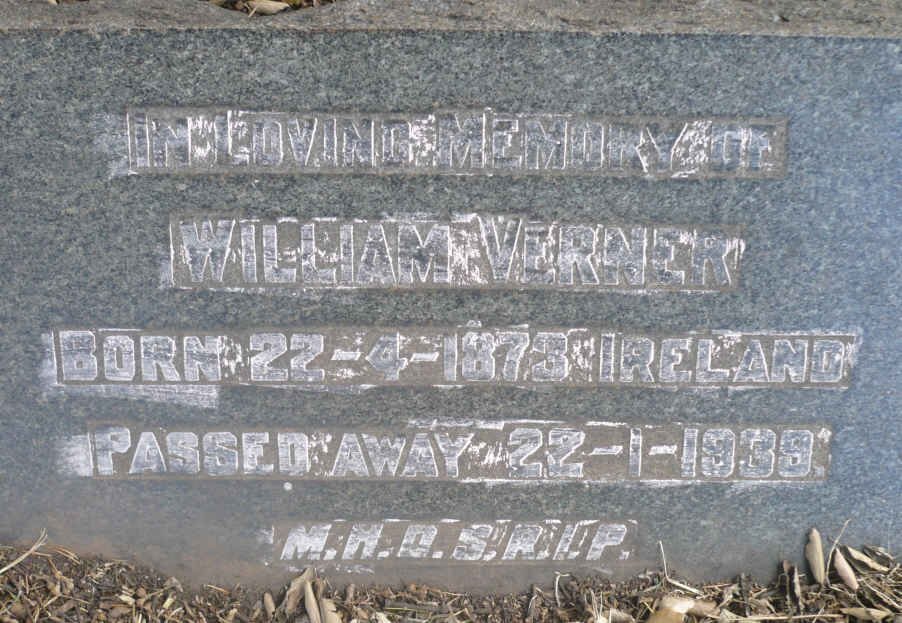 IN LOVING MEMORY OF
WILLIAM VERNER
BORN 22-4-1873 IRELAND
PASSED AWAY 22-1-1939
M.H.D.S.R.I.P.